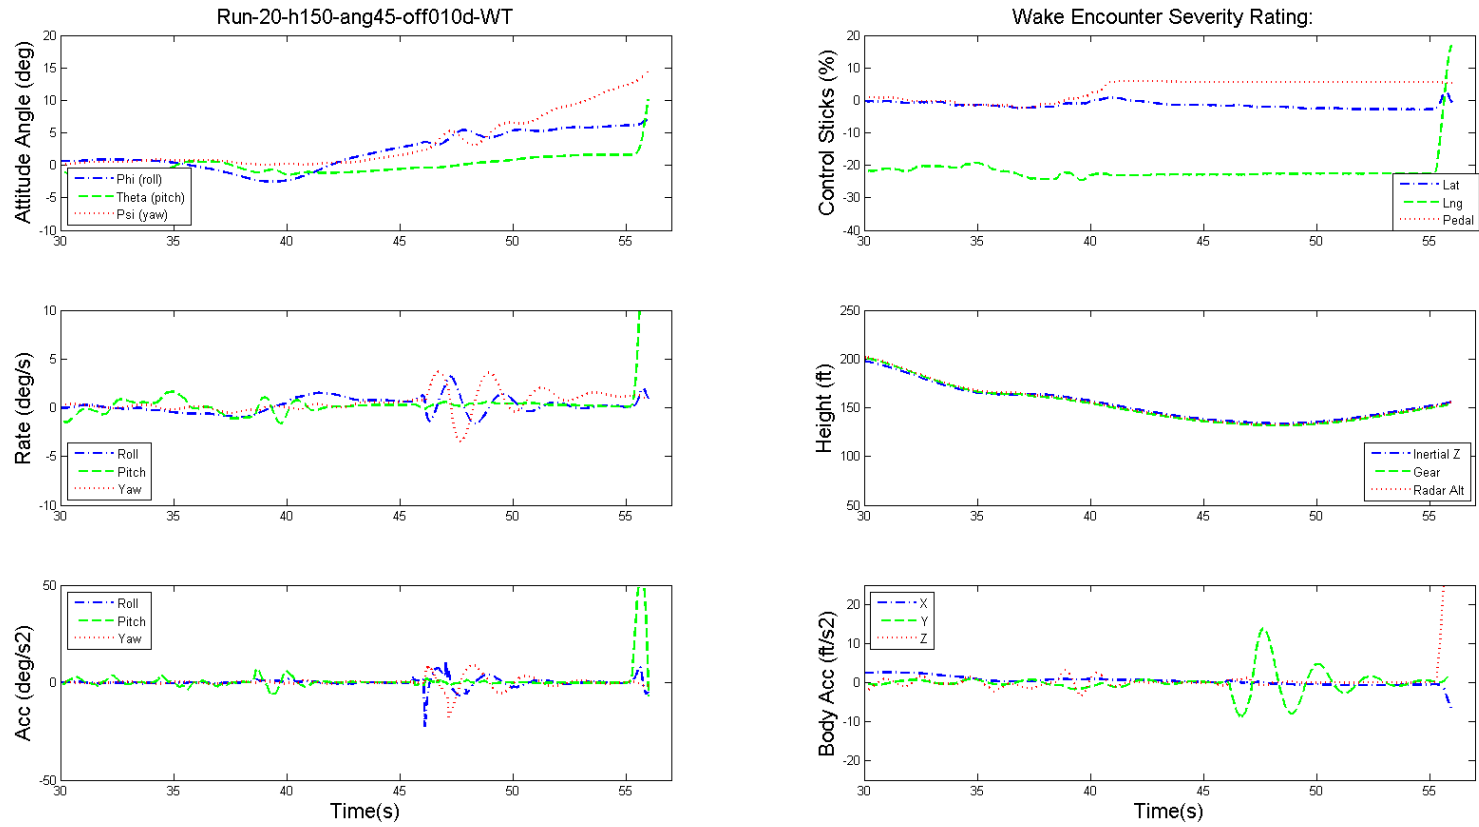 Run-20-h150-ang45-off010d-WT
Attitude Angle (deg)
20
15
10
5
0
-5
-10
Phi (roll)
Theta (pitch)
Psi (yaw)
30 35 40 45 50 55
Wake Encounter Severity Rating:
Control Sticks (%)
20
10
0
-10
-20
-30
-40
Lat
Lng
Pedal
30 35 40 45 50 55
Rate (deg/s)
10
5
0
-5
-10
Roll
Pitch
Yaw
30 35 40 45 50 55
Height (ft)
250
200
150
100
50
Inertial Z
Gear
Radar Alt
30 35 40 45 50 55
Acc (deg/s2)
50
0
-50
Roll
Pitch
Yaw
30 35 40 45 50 55
Time(s)
Body Acc (ft/s2)
20
10
0
-10
-20
X
Y
Z
30 35 40 45 50 55
Time(s)